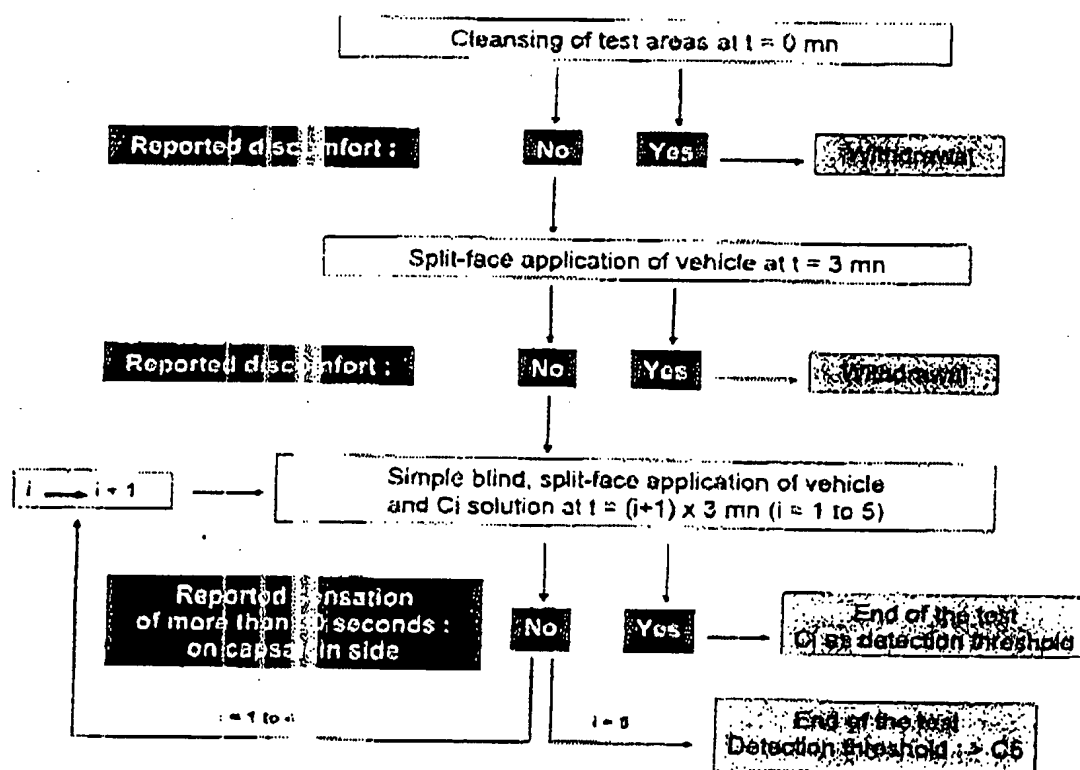 Cleansing of test areas at t = 0 mn
Reported discomfort :
No
Yes
Withdrawal
Split-face application of vehicle at t = 3 mn
Reported discomfort :
No
Yes
Withdrawal
i → i + 1
Simple blind, split-face application of vehicle
and Ci solution at t = (i+1) x 3 mn (i = 1 to 5)
Reported sensation
of more than seconds :
on capsaicin side
No
Yes
End of the test
Ci as detection threshold
= 1 to
i = 5
End of the test
Detection threshold : > C5